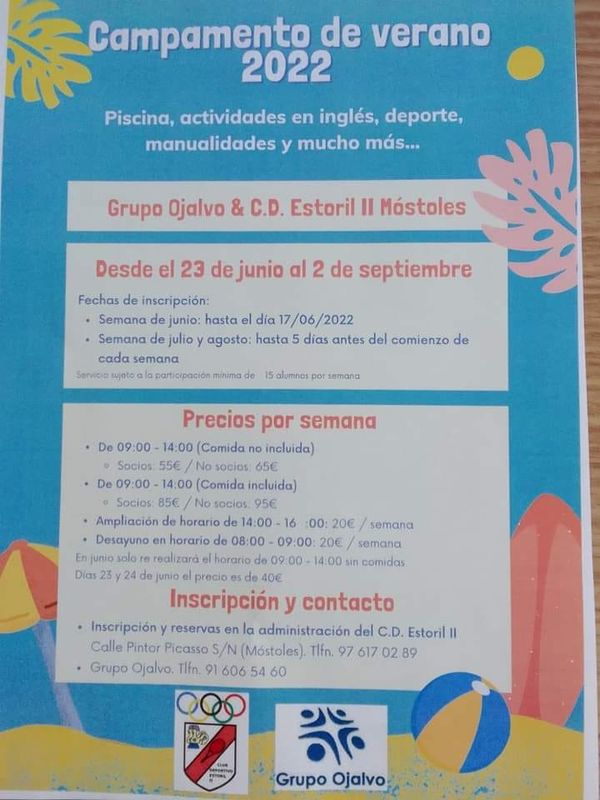 Campamento de verano
2022
Piscina, actividades en inglés, deporte,
manualidades y mucho más...
Grupo Ojalvo & C.D. Estoril II Móstoles
Desde el 23 de junio al 2 de septiembre
Fechas de inscripción:
• Semana de junio: hasta el día 17/06/2022
• Semana de julio y agosto: hasta 5 días antes del comienzo de
cada semana
Servicio sujeto a la participación mínima de 15 alumnos por semana
Precios por semana
• De 09:00 - 14:00 (Comida no incluida)
◦ Socios: 55€ / No socios: 65€
• De 09:00 - 14:00 (Comida incluida)
◦ Socios: 85€ / No socios: 95€
• Ampliación de horario de 14:00 - 16 :00: 20€ / semana
• Desayuno en horario de 08:00 - 09:00: 20€ / semana
En junio solo re realizará el horario de 09:00 - 14:00 sin comidas
Días 23 y 24 de junio el precio es de 40€
Inscripción y contacto
• Inscripción y reservas en la administración del C.D. Estoril II
Calle Pintor Picasso S/N (Móstoles). Tlfn. 97 617 02 89
• Grupo Ojalvo. Tlfn. 91 606 54 60
CLUB
DEPORTIVO
ESTORIL
II
Grupo Ojalvo